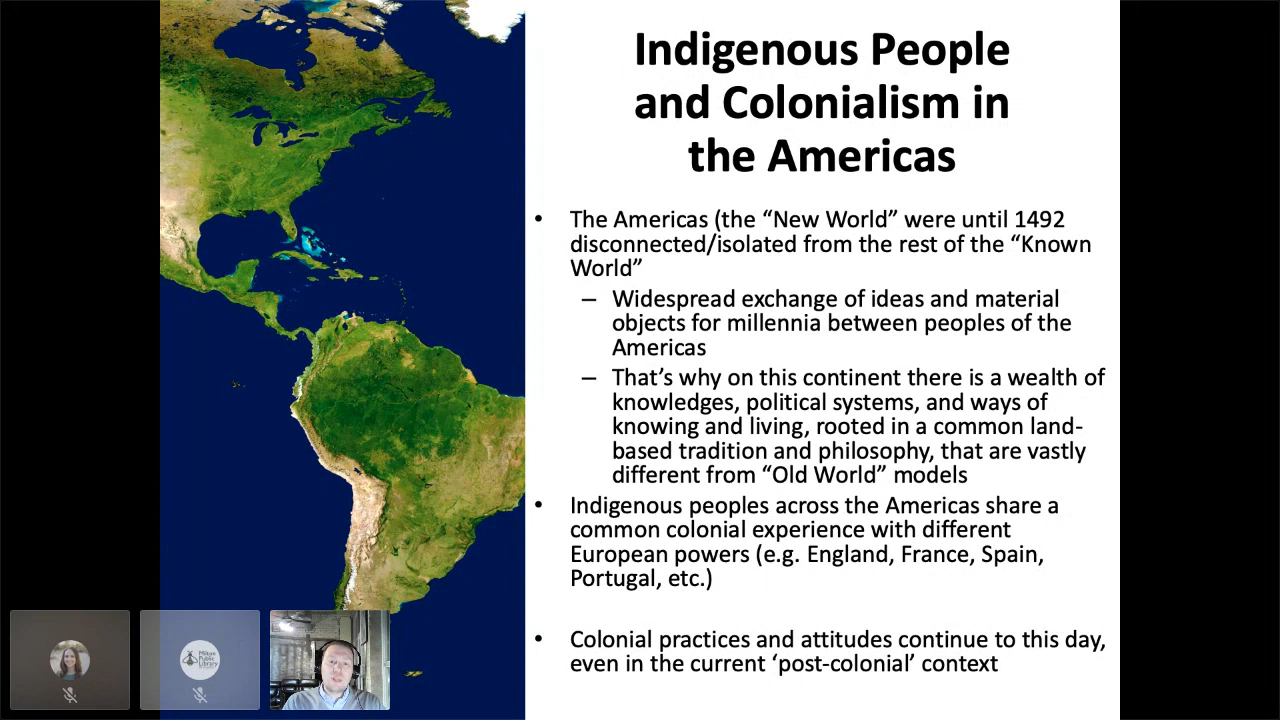 Indigenous People
and Colonialism in
the Americas
• The Americas (the “New World” were until 1492
disconnected/isolated from the rest of the “Known
World”
– Widespread exchange of ideas and material
objects for millennia between peoples of the
Americas
– That’s why on this continent there is a wealth of
knowledges, political systems, and ways of
knowing and living, rooted in a common land-
based tradition and philosophy, that are vastly
different from “Old World” models
• Indigenous peoples across the Americas share a
common colonial experience with different
European powers (e.g. England, France, Spain,
Portugal, etc.)
• Colonial practices and attitudes continue to this day,
even in the current ‘post-colonial’ context
Milton
Public
Library